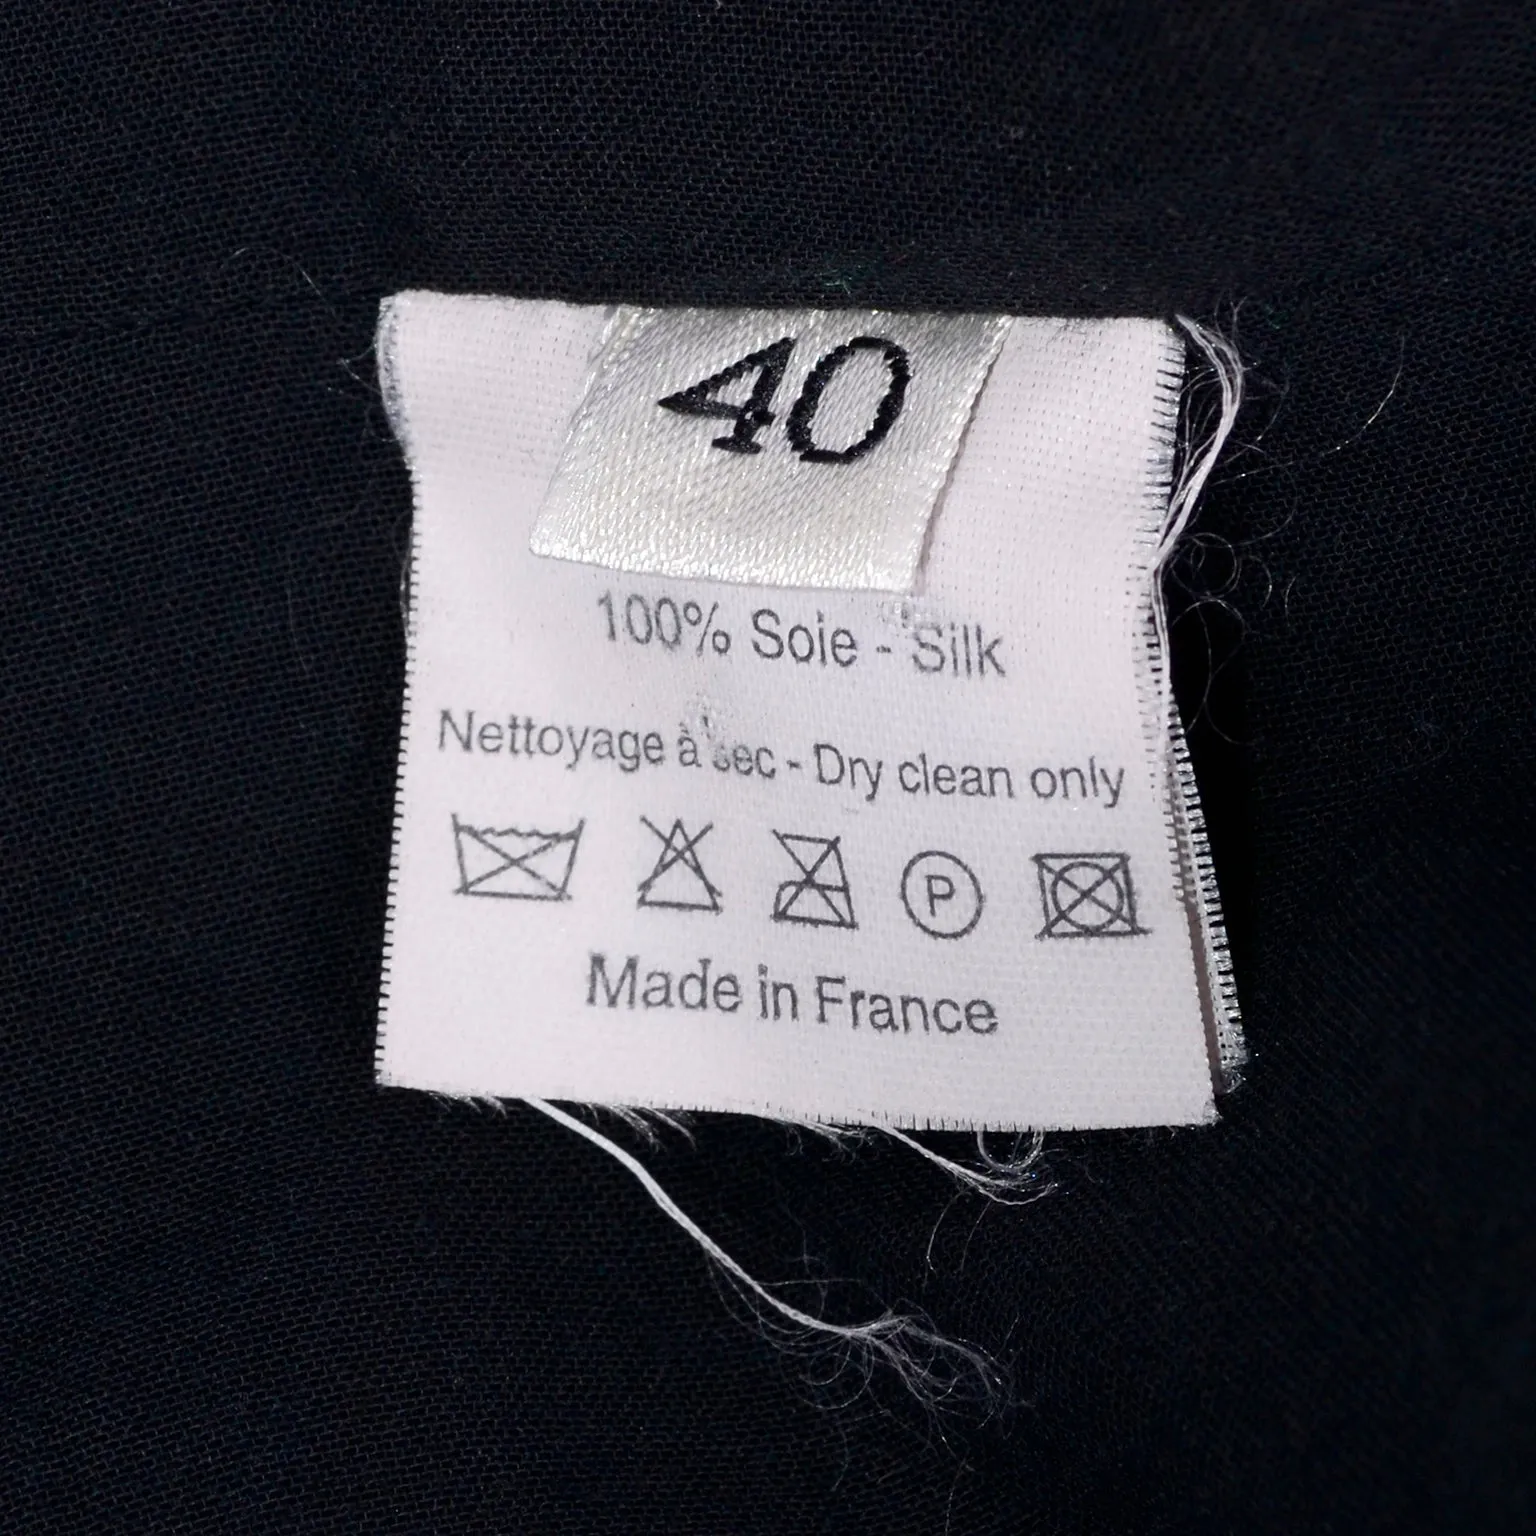 40
100% Soie - Silk
Nettoyage à sec - Dry clean only
P
Made in France